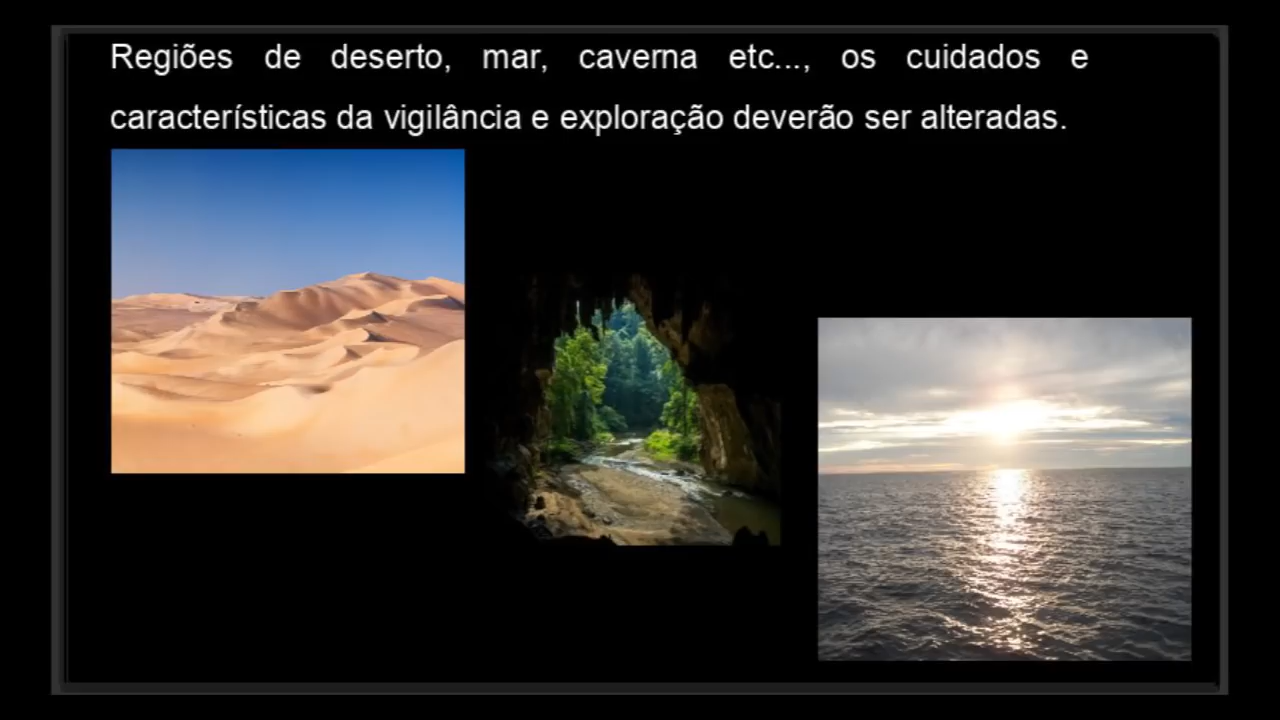 Regiões de deserto, mar, caverna etc..., os cuidados e
características da vigilância e exploração deverão ser alteradas.